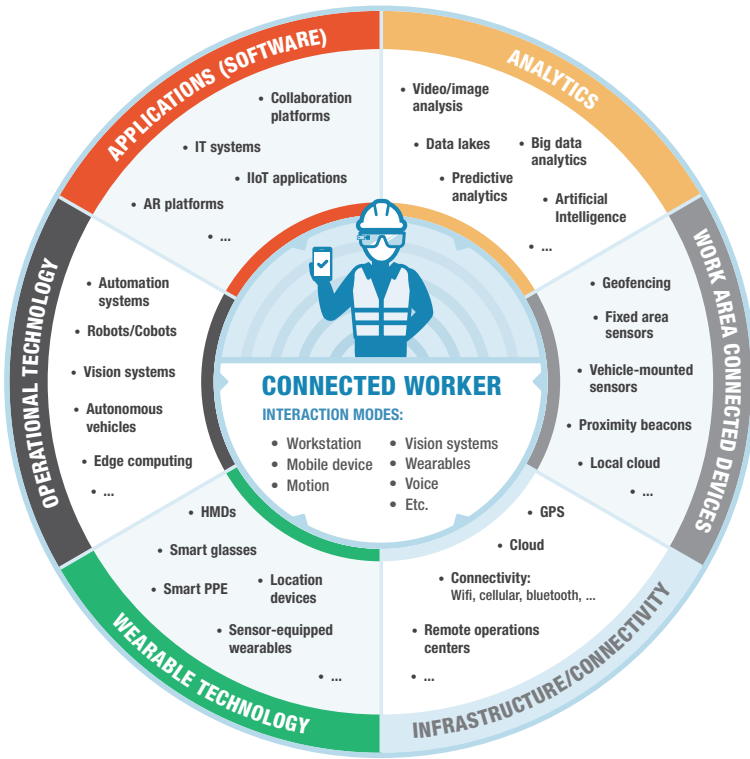 APPLICATIONS (SOFTWARE)
• Collaboration
platforms
• IT systems
• IIoT applications
• AR platforms
• ...
ANALYTICS
• Video/image
analysis
• Data lakes
• Big data
analytics
• Predictive
analytics
• Artificial
Intelligence
• ...
WORK AREA CONNECTED DEVICES
• Geofencing
• Fixed area
sensors
• Vehicle-mounted
sensors
• Proximity beacons
• Local cloud
• ...
INFRASTRUCTURE/CONNECTIVITY
• GPS
• Cloud
• Connectivity:
Wifi, cellular, bluetooth, ...
• Remote operations
centers
• ...
WEARABLE TECHNOLOGY
• HMDs
• Smart glasses
• Smart PPE
• Location
devices
• Sensor-equipped
wearables
• ...
OPERATIONAL TECHNOLOGY
• Automation
systems
• Robots/Cobots
• Vision systems
• Autonomous
vehicles
• Edge computing
• ...
CONNECTED WORKER
INTERACTION MODES:
• Workstation
• Mobile device
• Motion
• Vision systems
• Wearables
• Voice
• Etc.